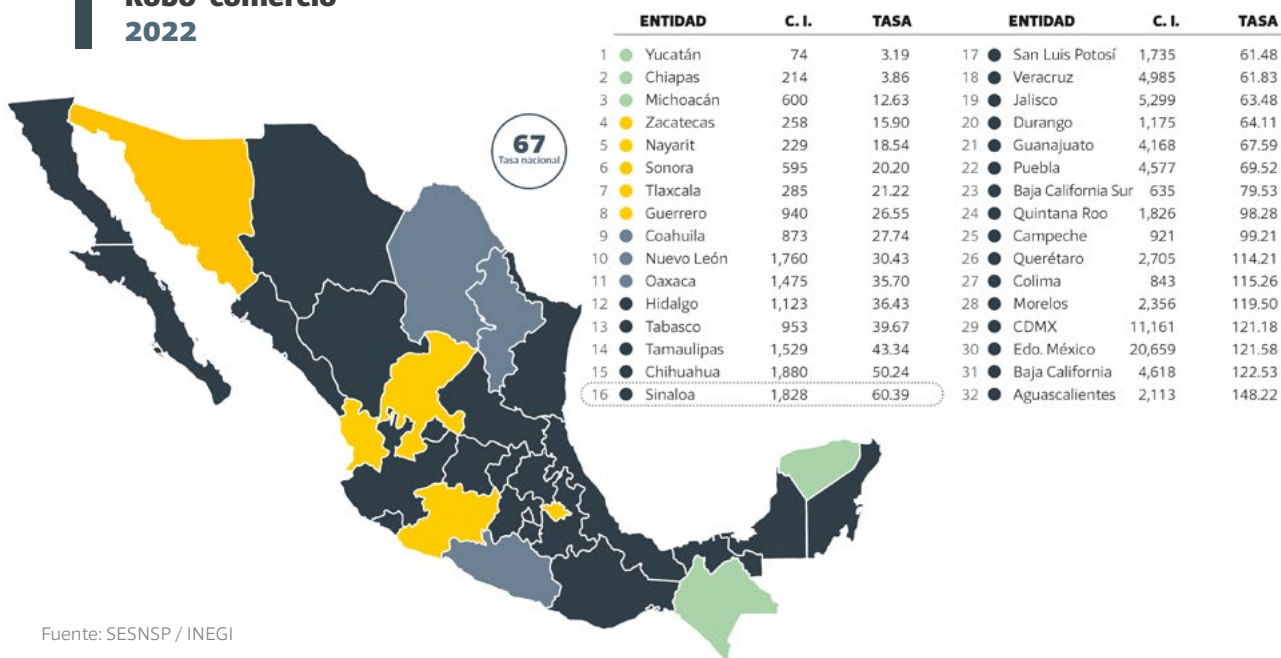 Robo comercio
2022
67
Tasa nacional
ENTIDAD C. I. TASA
1 Yucatán 74 3.19
2 Chiapas 214 3.86
3 Michoacán 600 12.63
4 Zacatecas 258 15.90
5 Nayarit 229 18.54
6 Sonora 595 20.20
7 Tlaxcala 285 21.22
8 Guerrero 940 26.55
9 Coahuila 873 27.74
10 Nuevo León 1,760 30.43
11 Oaxaca 1,475 35.70
12 Hidalgo 1,123 36.43
13 Tabasco 953 39.67
14 Tamaulipas 1,529 43.34
15 Chihuahua 1,880 50.24
16 Sinaloa 1,828 60.39
ENTIDAD C. I. TASA
17 San Luis Potosí 1,735 61.48
18 Veracruz 4,985 61.83
19 Jalisco 5,299 63.48
20 Durango 1,175 64.11
21 Guanajuato 4,168 67.59
22 Puebla 4,577 69.52
23 Baja California Sur 635 79.53
24 Quintana Roo 1,826 98.28
25 Campeche 921 99.21
26 Querétaro 2,705 114.21
27 Colima 843 115.26
28 Morelos 2,356 119.50
29 CDMX 11,161 121.18
30 Edo. México 20,659 121.58
31 Baja California 4,618 122.53
32 Aguascalientes 2,113 148.22
Fuente: SESNSP / INEGI